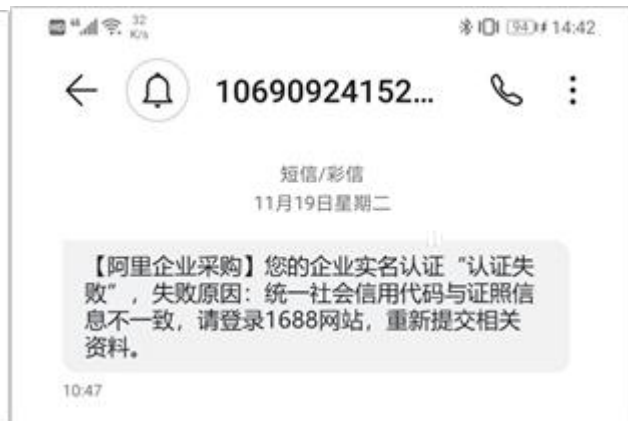 HD 46 32 K/s 94 14:42
10690924152...
短信/彩信
11月19日星期二
【阿里企业采购】您的企业实名认证“认证失
败”，失败原因：统一社会信用代码与证照信
息不一致，请登录1688网站，重新提交相关
资料。
10:47